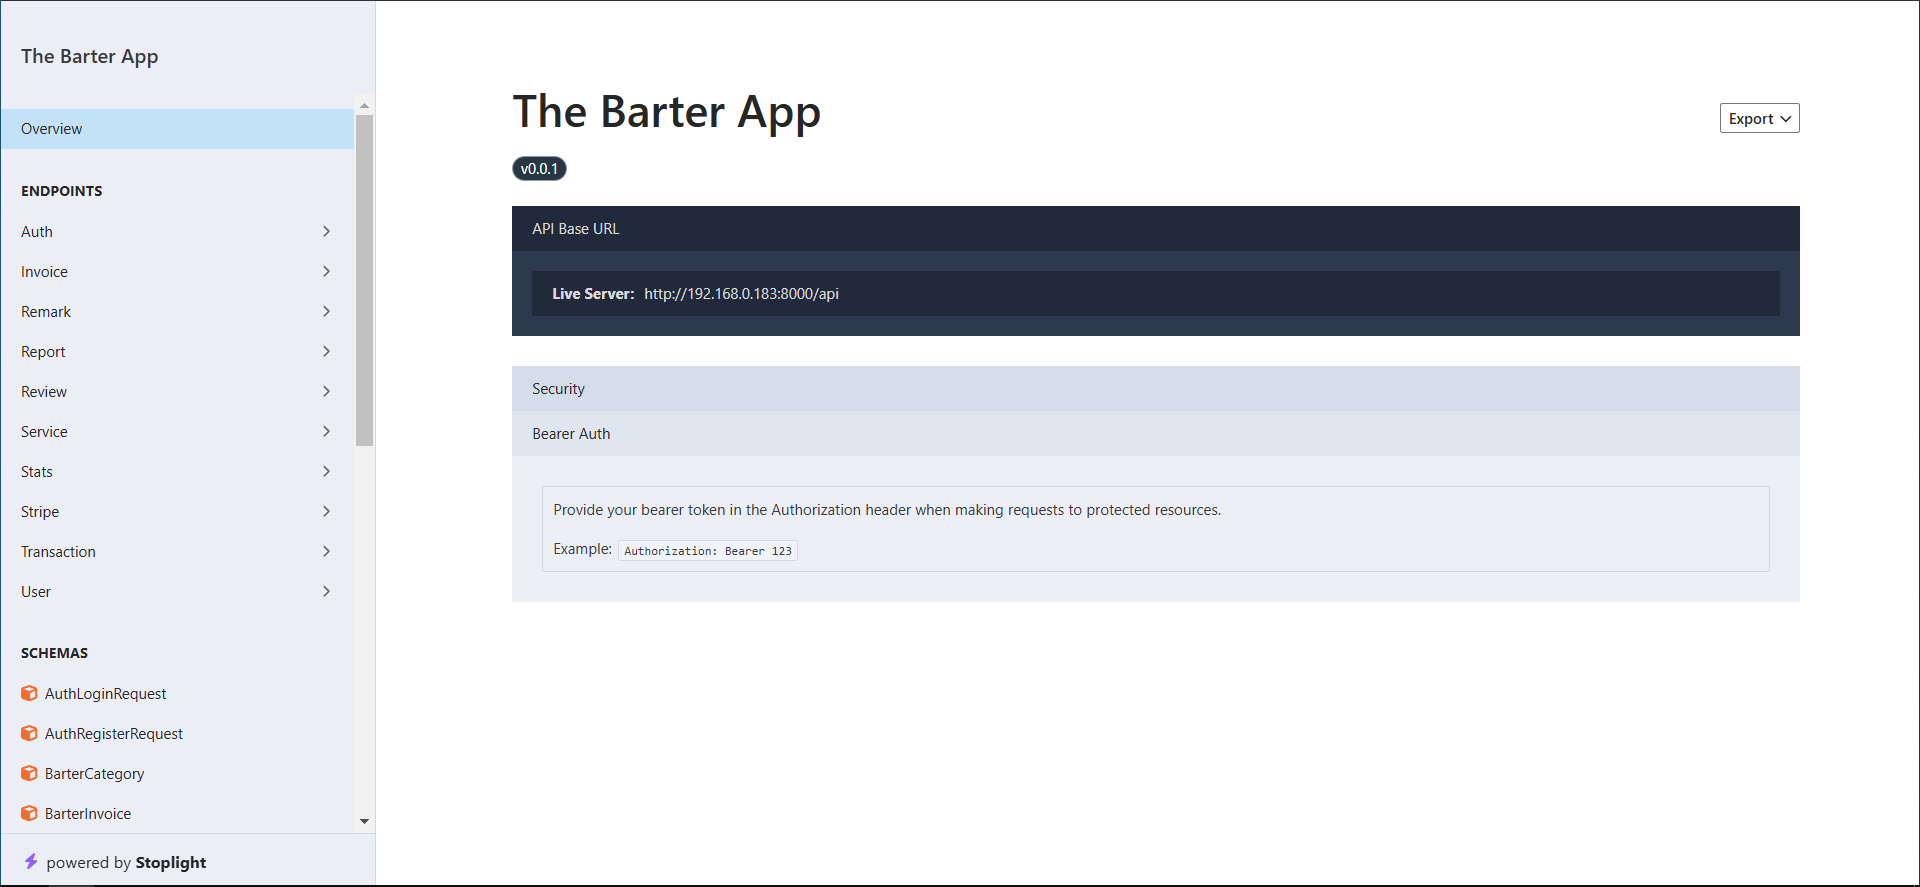 The Barter App
Overview
ENDPOINTS
Auth
Invoice
Remark
Report
Review
Service
Stats
Stripe
Transaction
User
SCHEMAS
AuthLoginRequest
AuthRegisterRequest
BarterCategory
BarterInvoice
powered by Stoplight
The Barter App
Export
v0.0.1
API Base URL
Live Server: http://192.168.0.183:8000/api
Security
Bearer Auth
Provide your bearer token in the Authorization header when making requests to protected resources.
Example: Authorization: Bearer 123